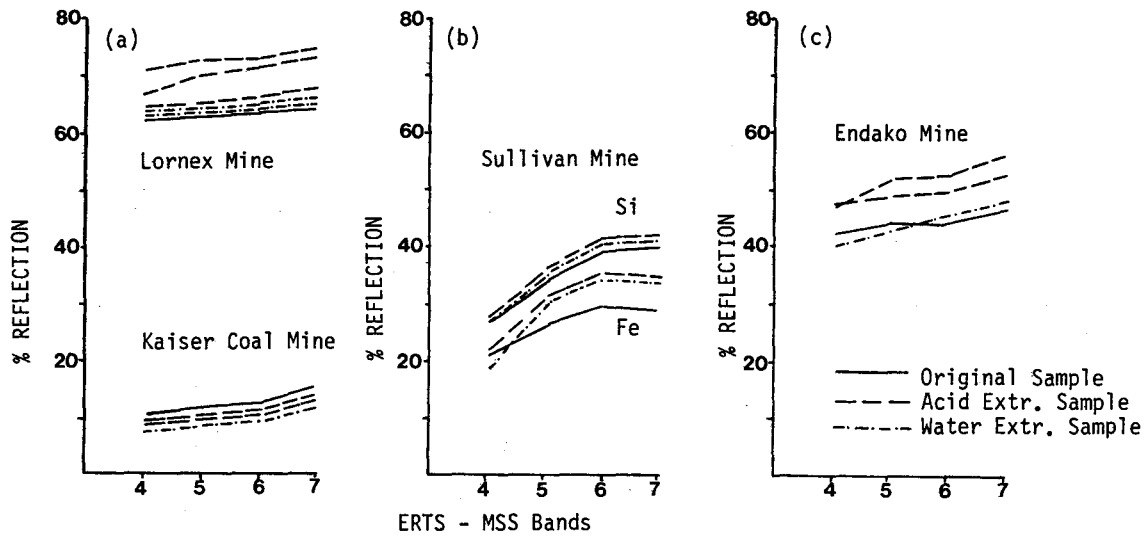 80
(a)
60
Lornex Mine
40
Kaiser Coal Mine
20
% REFLECTION
4 5 6 7
80
(b)
60
Sullivan Mine
Si
40
Fe
20
% REFLECTION
4 5 6 7
ERTS - MSS Bands
80
(c)
60
Endako Mine
40
20
% REFLECTION
Original Sample
Acid Extr. Sample
Water Extr. Sample
4 5 6 7